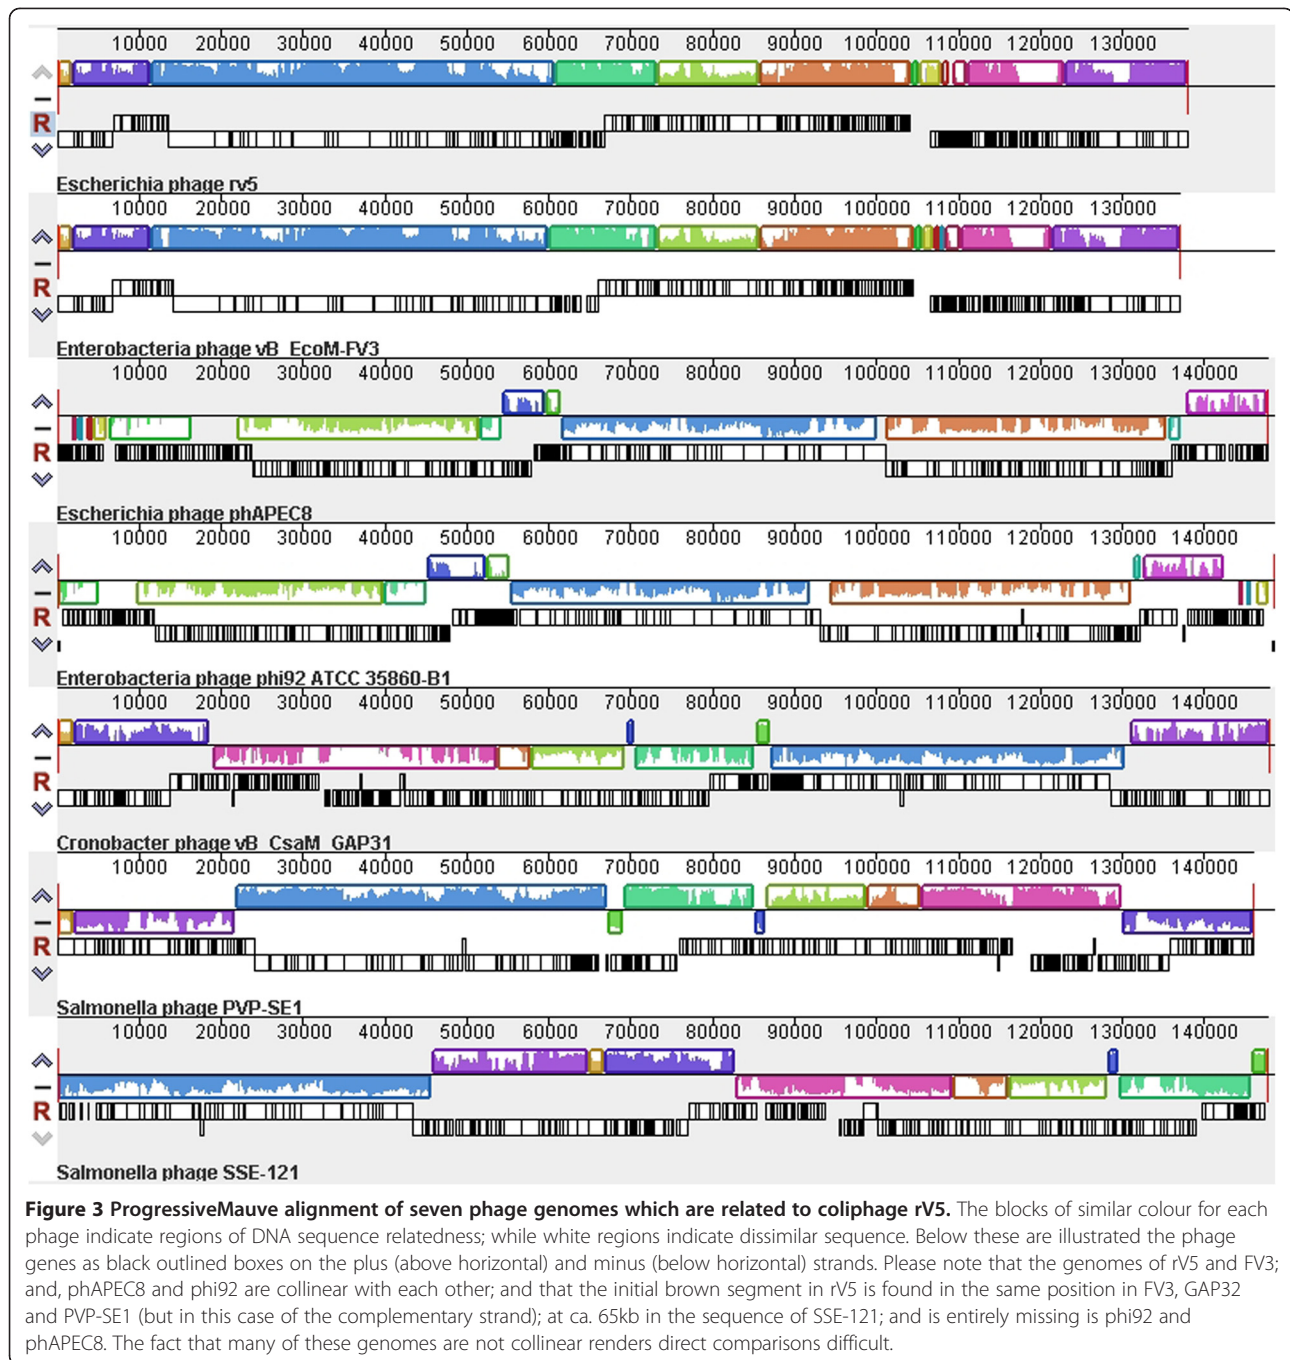 10000 20000 30000 40000 50000 60000 70000 80000 90000 100000 110000 120000 130000
R
Escherichia phage rv5
10000 20000 30000 40000 50000 60000 70000 80000 90000 100000 110000 120000 130000
R
Enterobacteria phage vB_EcoM-FV3
10000 20000 30000 40000 50000 60000 70000 80000 90000 100000 110000 120000 130000 140000
R
Escherichia phage phAPEC8
10000 20000 30000 40000 50000 60000 70000 80000 90000 100000 110000 120000 130000 140000
R
Enterobacteria phage phi92 ATCC 35860-B1
10000 20000 30000 40000 50000 60000 70000 80000 90000 100000 110000 120000 130000 140000
R
Cronobacter phage vB_CsaM_GAP31
10000 20000 30000 40000 50000 60000 70000 80000 90000 100000 110000 120000 130000 140000
R
Salmonella phage PVP-SE1
10000 20000 30000 40000 50000 60000 70000 80000 90000 100000 110000 120000 130000 140000
R
Salmonella phage SSE-121
Figure 3 ProgressiveMauve alignment of seven phage genomes which are related to coliphage rV5. The blocks of similar colour for each
phage indicate regions of DNA sequence relatedness; while white regions indicate dissimilar sequence. Below these are illustrated the phage
genes as black outlined boxes on the plus (above horizontal) and minus (below horizontal) strands. Please note that the genomes of rV5 and FV3;
and, phAPEC8 and phi92 are collinear with each other; and that the initial brown segment in rV5 is found in the same position in FV3, GAP32
and PVP-SE1 (but in this case of the complementary strand); at ca. 65kb in the sequence of SSE-121; and is entirely missing is phi92 and
phAPEC8. The fact that many of these genomes are not collinear renders direct comparisons difficult.